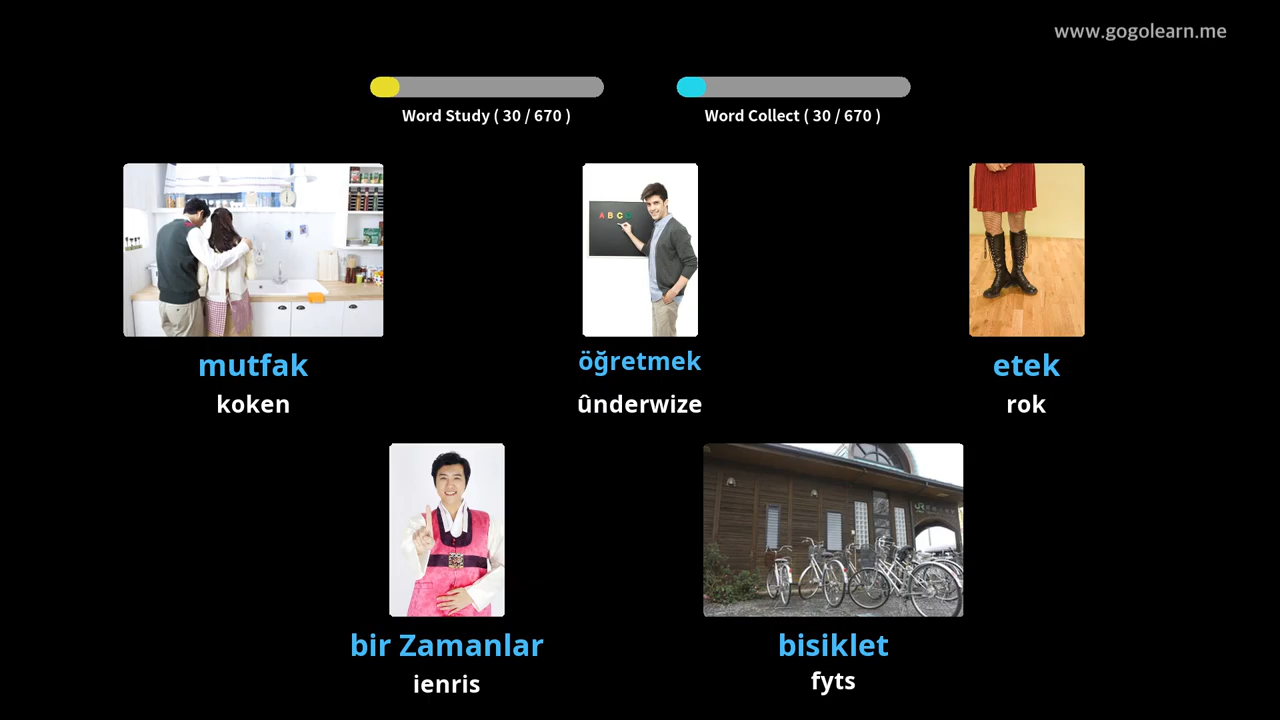 www.gogolearn.me
Word Study ( 30 / 670 )
Word Collect ( 30 / 670 )
A B C
mutfak
koken
öğretmek
ûnderwize
etek
rok
bir Zamanlar
ienris
bisiklet
fyts